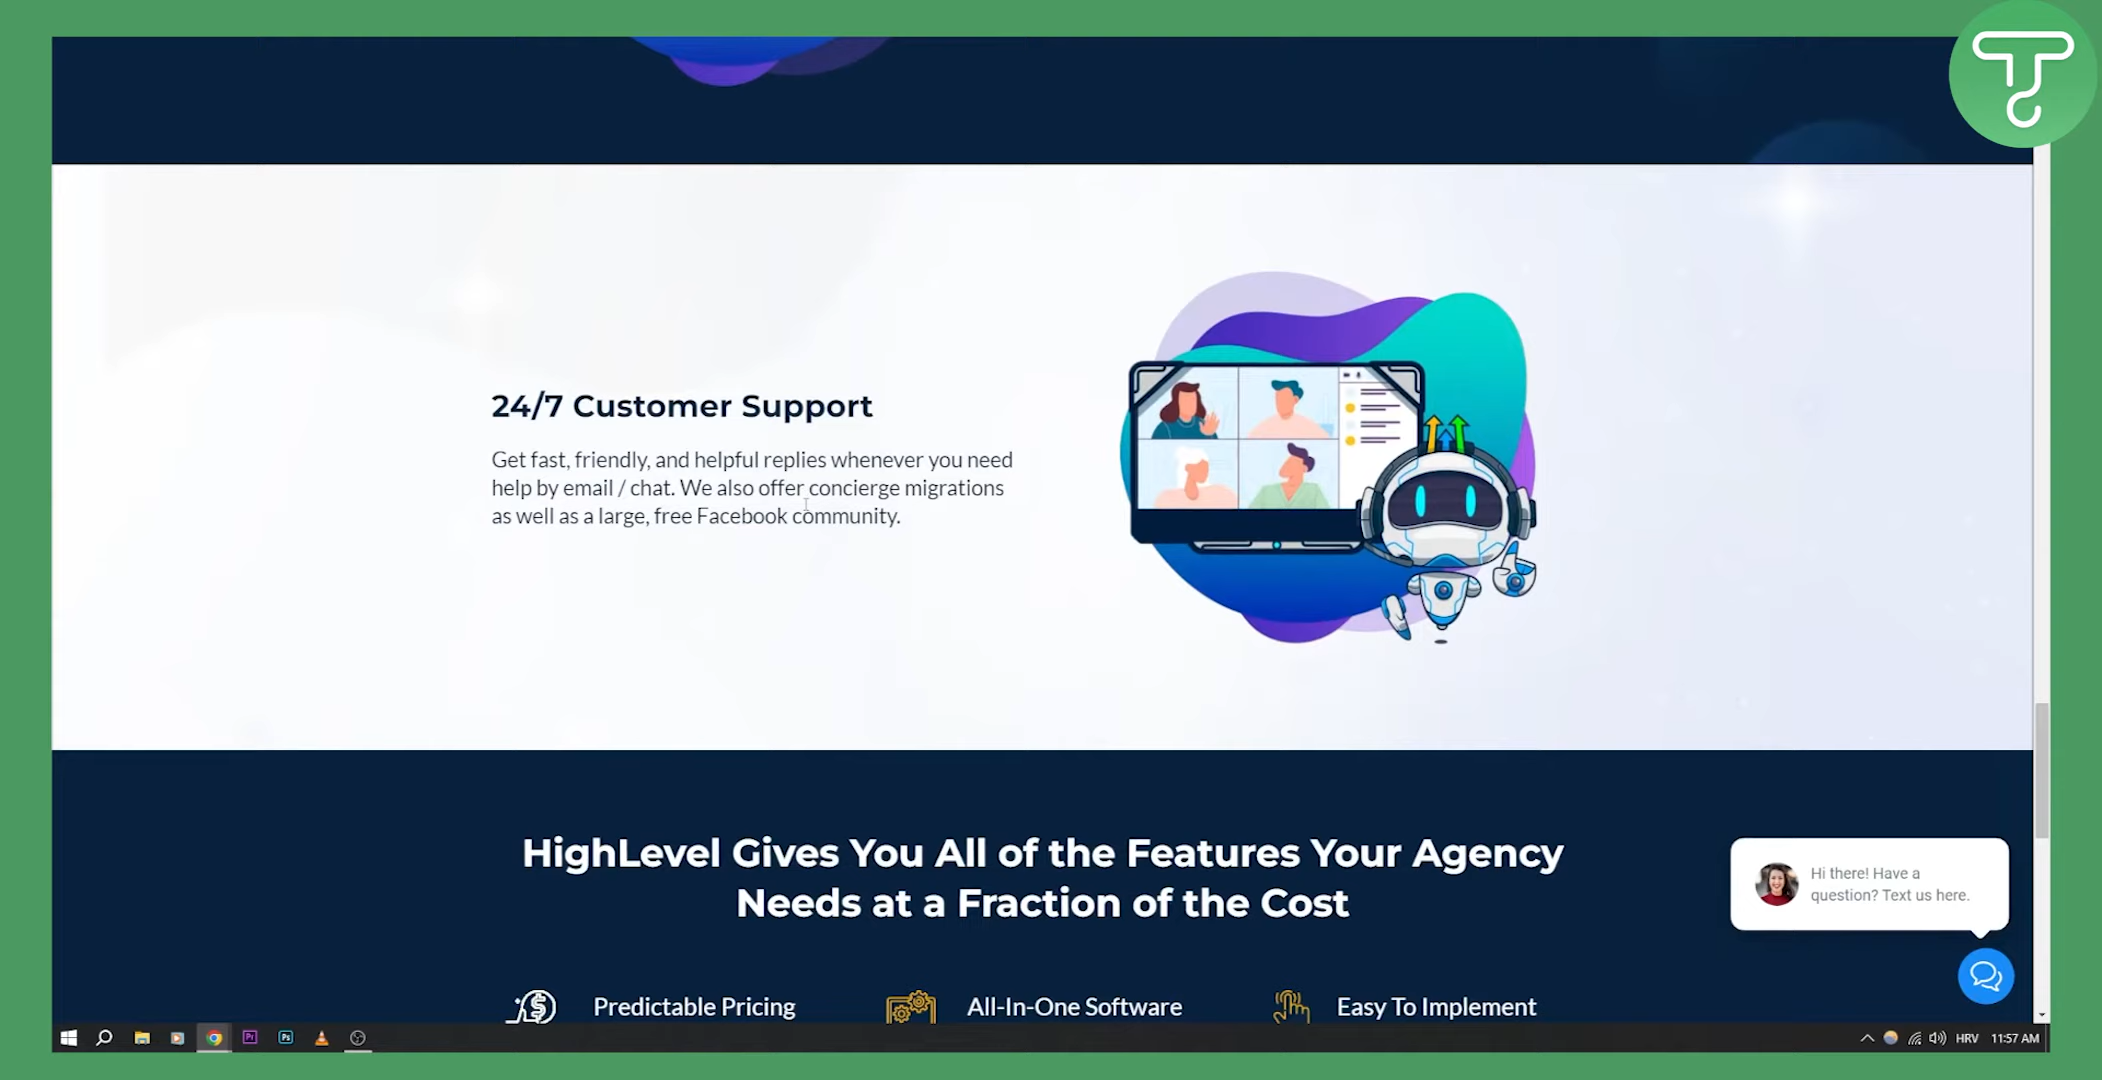 24/7 Customer Support
Get fast, friendly, and helpful replies whenever you need
help by email / chat. We also offer concierge migrations
as well as a large, free Facebook community.
HighLevel Gives You All of the Features Your Agency
Needs at a Fraction of the Cost
Hi there! Have a
question? Text us here.
Predictable Pricing
All-In-One Software
Easy To Implement
Pr
Ps
HRV
11:57 AM